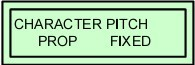 CHARACTER PITCH
PROP FIXED